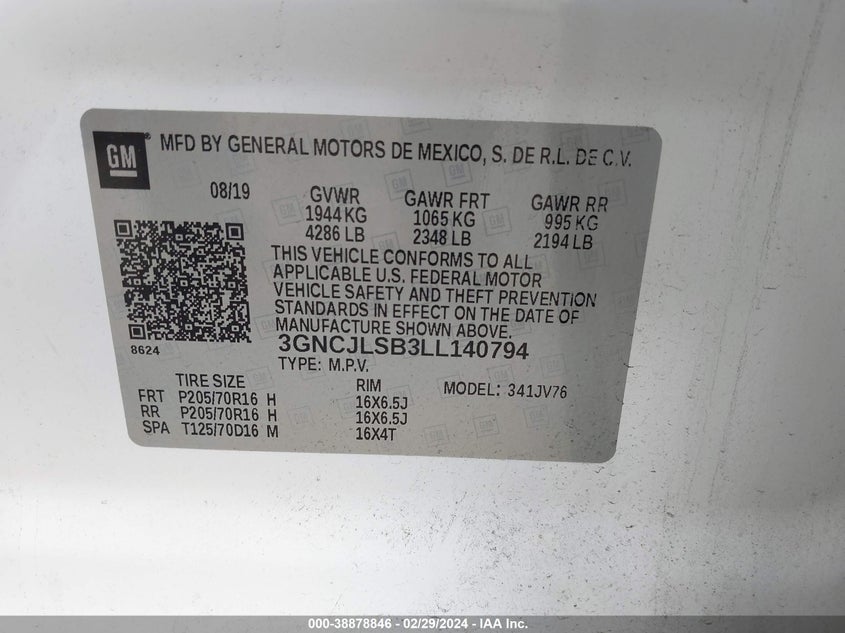 GM
MFD BY GENERAL MOTORS DE MEXICO, S. DE R.L. DE C.V.
08/19 GVWR GAWR FRT GAWR RR
1944 KG 1065 KG 995 KG
4286 LB 2348 LB 2194 LB
THIS VEHICLE CONFORMS TO ALL
APPLICABLE U.S. FEDERAL MOTOR
VEHICLE SAFETY AND THEFT PREVENTION
STANDARDS IN EFFECT ON THE DATE OF
MANUFACTURE SHOWN ABOVE.
8624
3GNCJLSB3LL140794
TYPE: M.P.V.
TIRE SIZE RIM MODEL: 341JV76
FRT P205/70R16 H 16X6.5J
RR P205/70R16 H 16X6.5J
SPA T125/70D16 M 16X4T
000-38878846 - 02/29/2024 - IAA Inc.